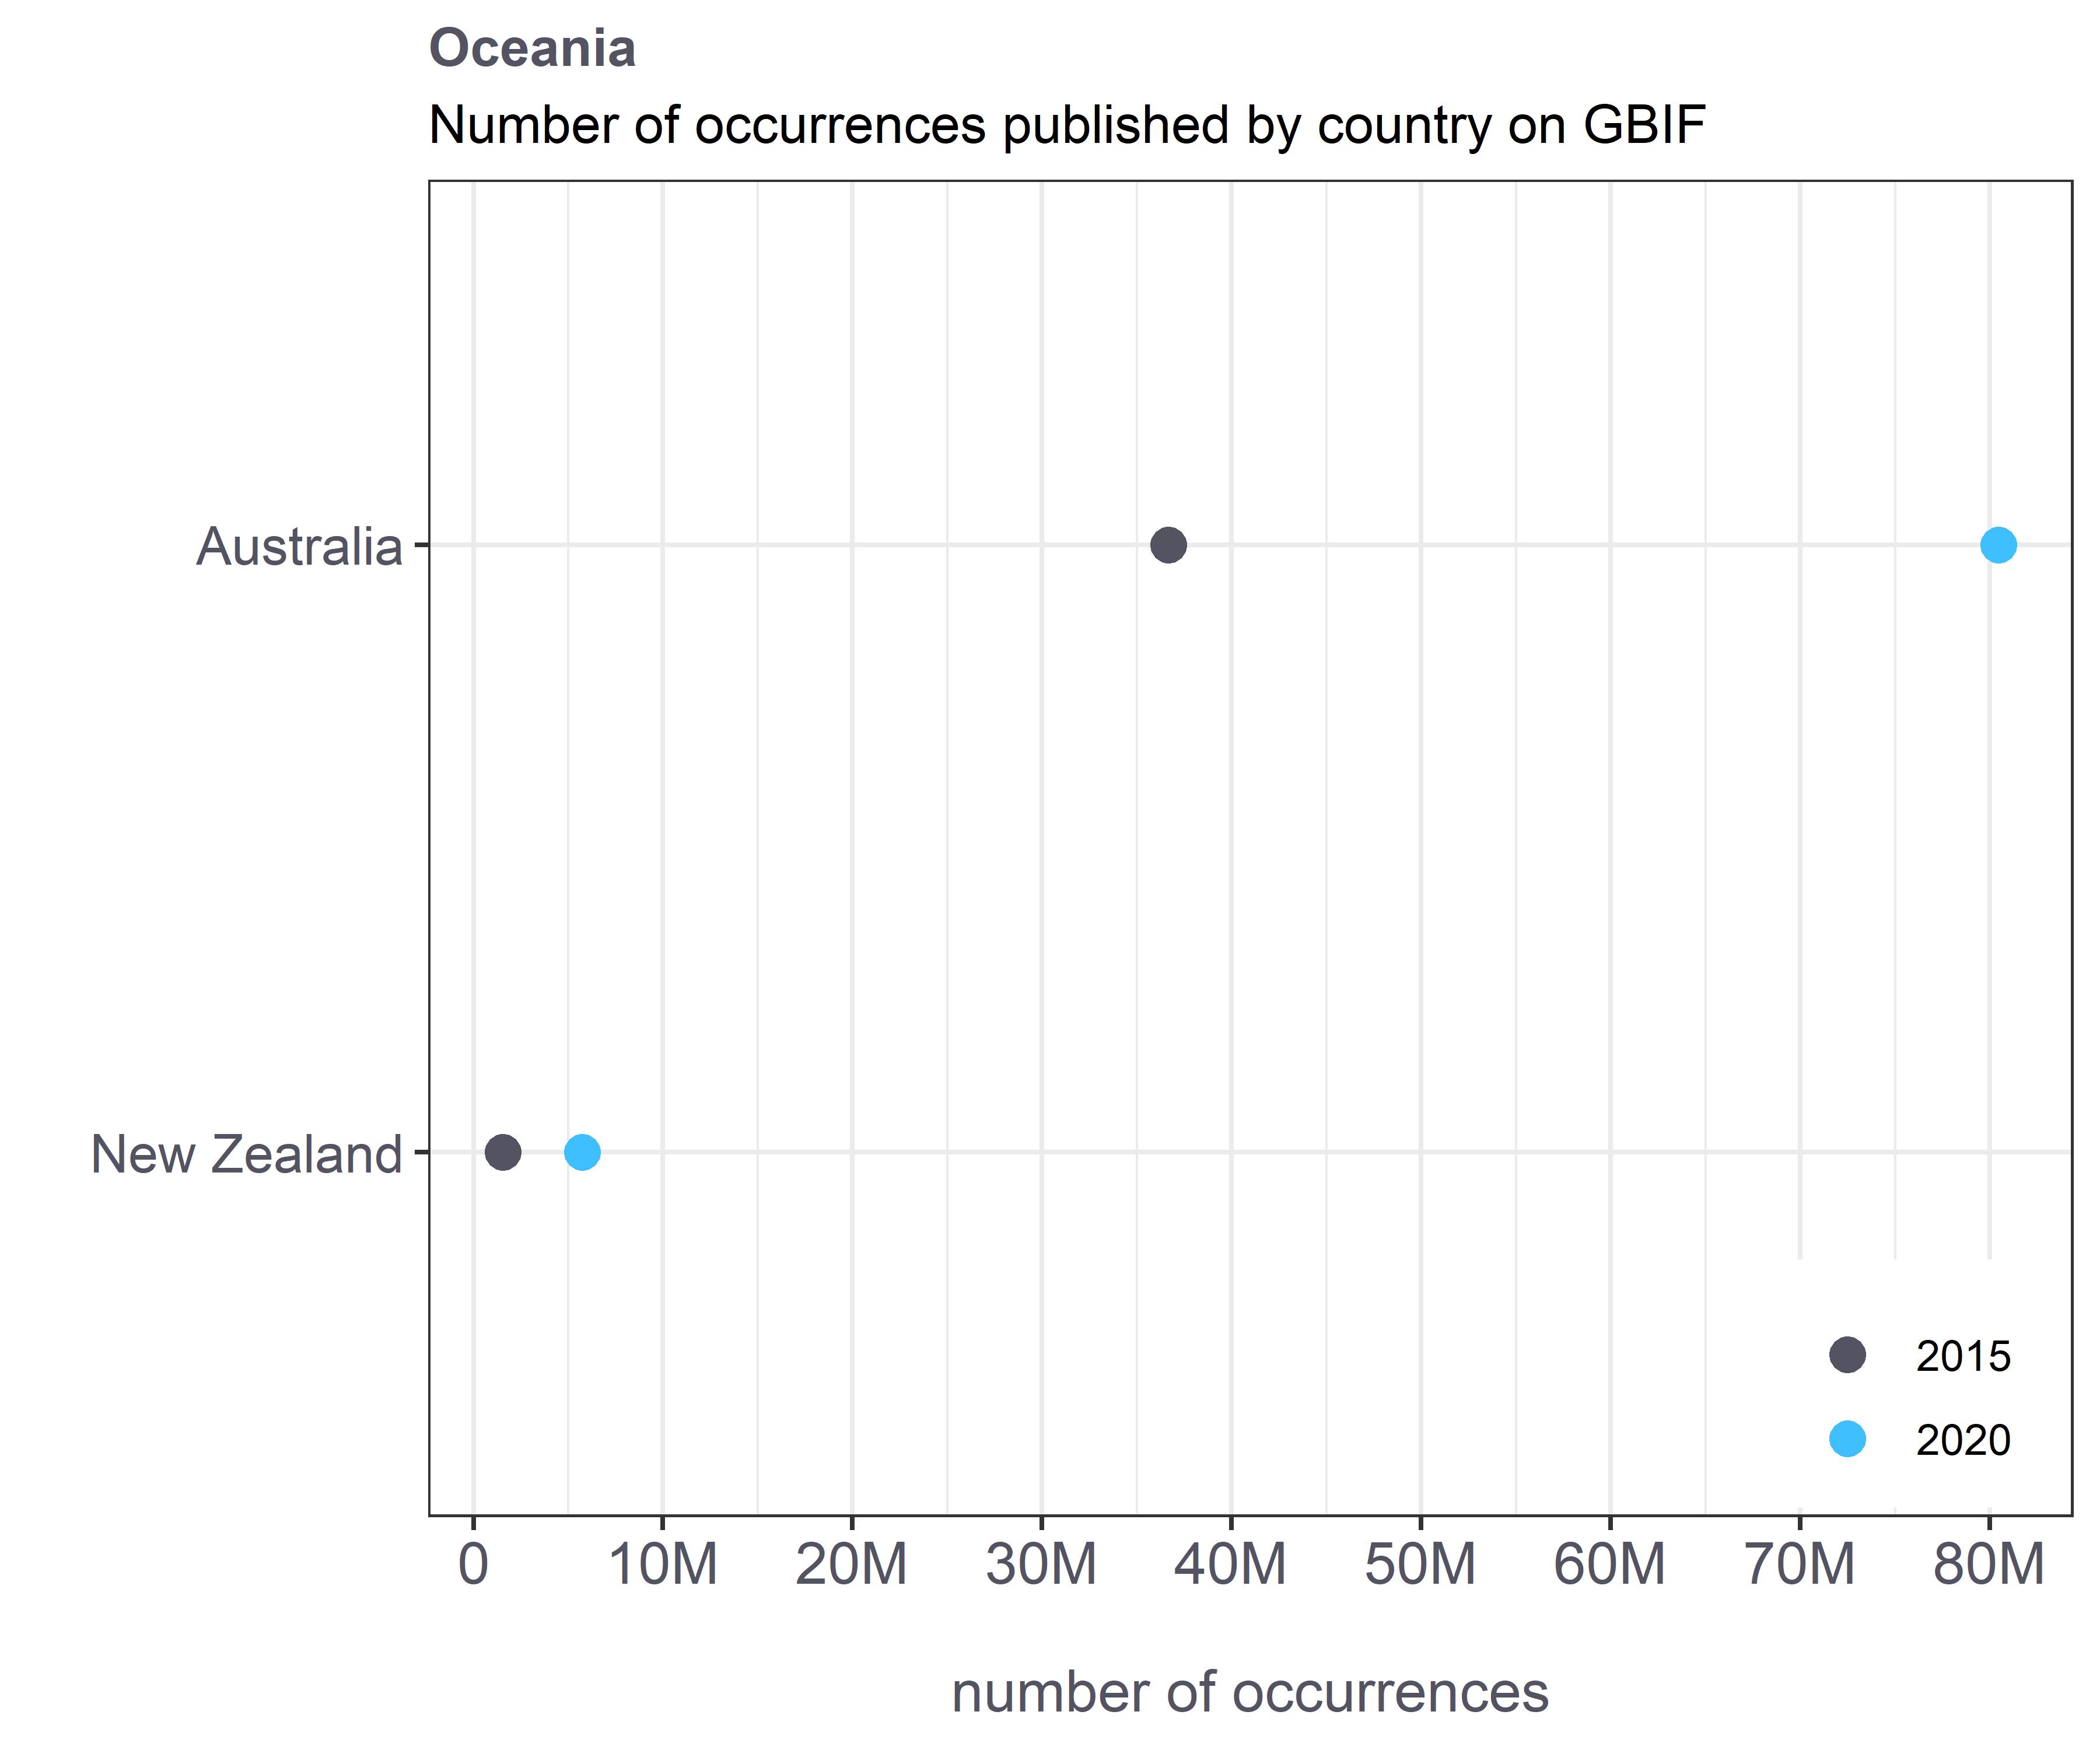 Oceania
Number of occurrences published by country on GBIF
Australia
New Zealand
2015
2020
0 10M 20M 30M 40M 50M 60M 70M 80M
number of occurrences